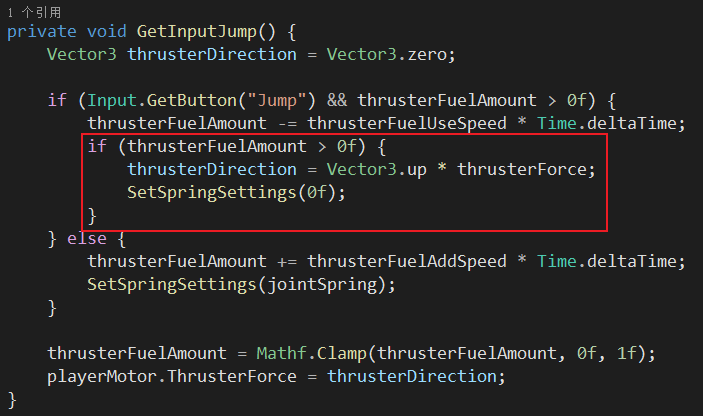 1 个引用
private void GetInputJump() {
    Vector3 thrusterDirection = Vector3.zero;

    if (Input.GetButton("Jump") && thrusterFuelAmount > 0f) {
        thrusterFuelAmount -= thrusterFuelUseSpeed * Time.deltaTime;
        if (thrusterFuelAmount > 0f) {
            thrusterDirection = Vector3.up * thrusterForce;
            SetSpringSettings(0f);
        }
    } else {
        thrusterFuelAmount += thrusterFuelAddSpeed * Time.deltaTime;
        SetSpringSettings(jointSpring);
    }

    thrusterFuelAmount = Mathf.Clamp(thrusterFuelAmount, 0f, 1f);
    playerMotor.ThrusterForce = thrusterDirection;
}